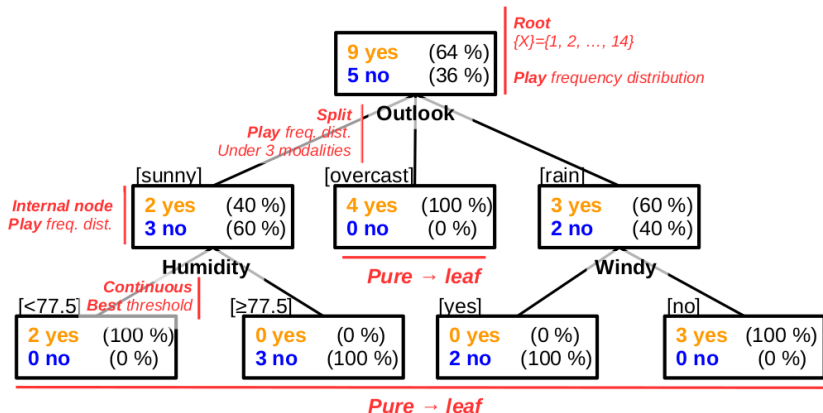 Root
{X}={1, 2, ..., 14}
Play frequency distribution
9 yes (64 %)
5 no (36 %)
Outlook
Split
Play freq. dist.
Under 3 modalities
[sunny]
2 yes (40 %)
3 no (60 %)
[overcast]
4 yes (100 %)
0 no (0 %)
[rain]
3 yes (60 %)
2 no (40 %)
Internal node
Play freq. dist.
Pure → leaf
Humidity
Windy
Continuous
Best threshold
[<77.5]
2 yes (100 %)
0 no (0 %)
[≥77.5]
0 yes (0 %)
3 no (100 %)
[yes]
0 yes (0 %)
2 no (100 %)
[no]
3 yes (100 %)
0 no (0 %)
Pure → leaf